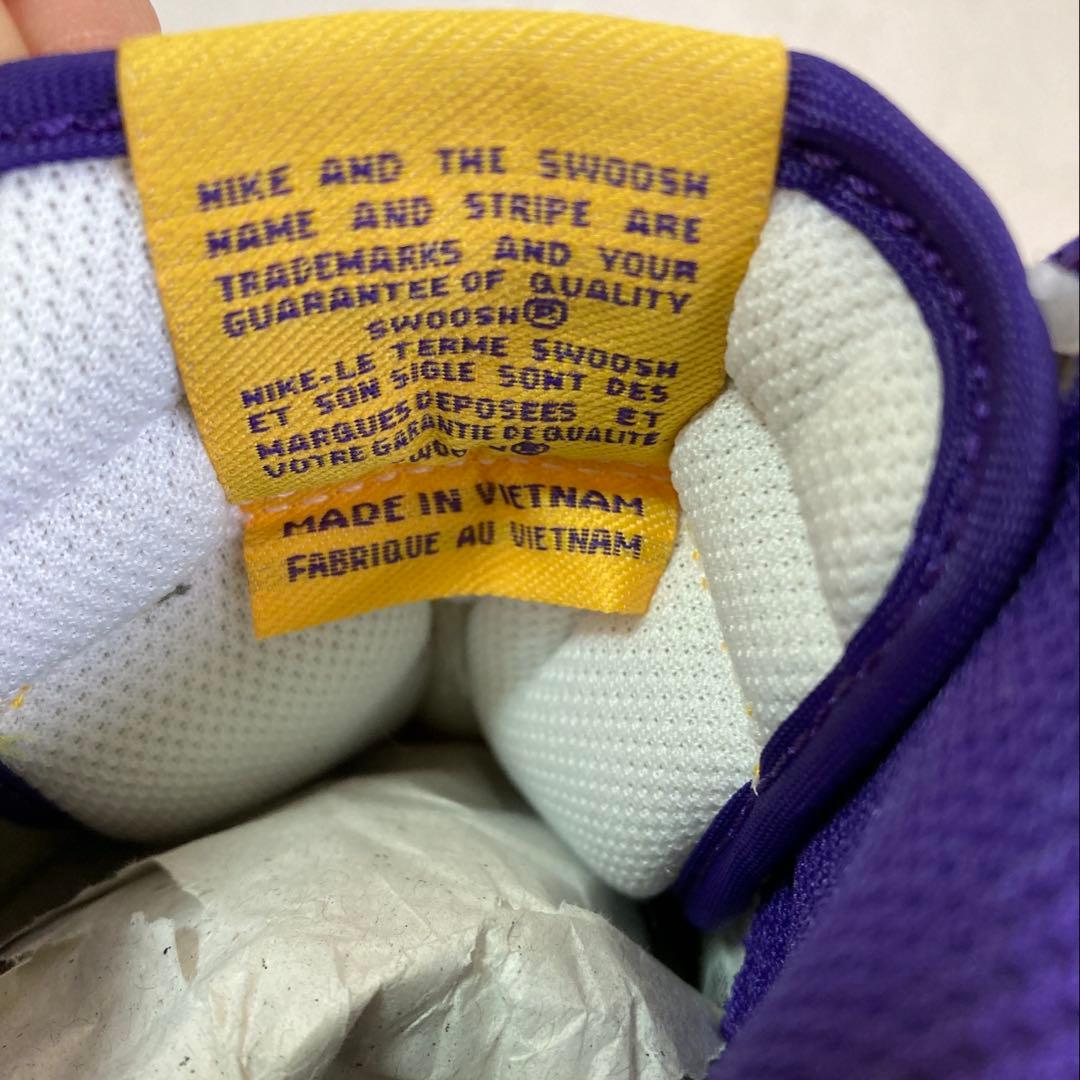 NIKE AND THE SWOOSH
NAME AND STRIPE ARE
TRADEMARKS AND YOUR
GUARANTEE OF QUALITY
SWOOSH®
NIKE, LE TERME SWOOSH
ET SON SIGLE SONT DES
MARQUES DEPOSEES ET
VOTRE GARANTIE DE QUALITE
MADE IN VIETNAM
FABRIQUE AU VIETNAM